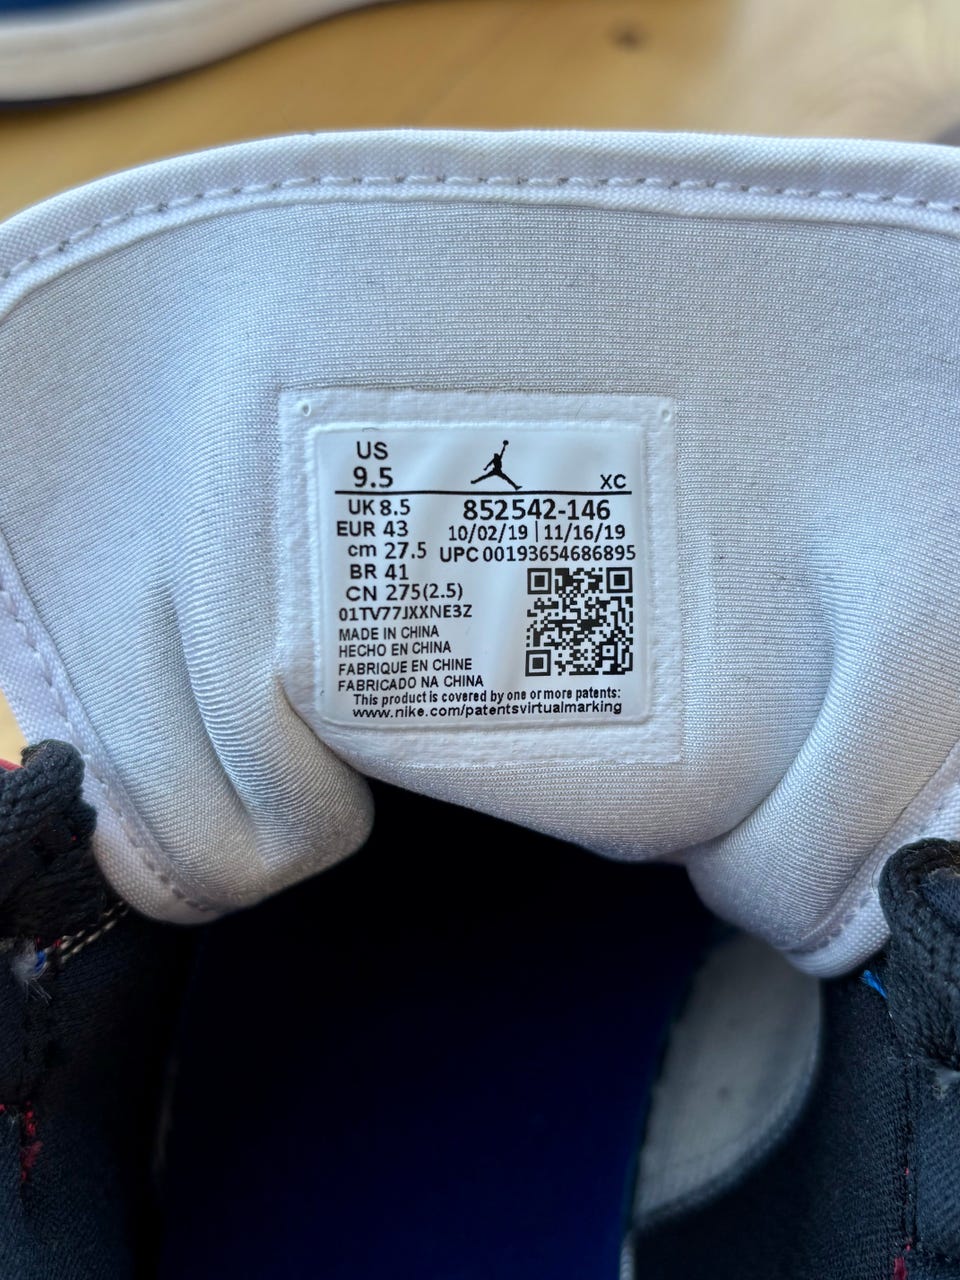 US
9.5
XC
UK 8.5
852542-146
EUR 43
10/02/19 | 11/16/19
cm 27.5
UPC 00193654686895
BR 41
CN 275(2.5)
01TV77JXXNE3Z
MADE IN CHINA
HECHO EN CHINA
FABRIQUE EN CHINE
FABRICADO NA CHINA
This product is covered by one or more patents:
www.nike.com/patentsvirtualmarking